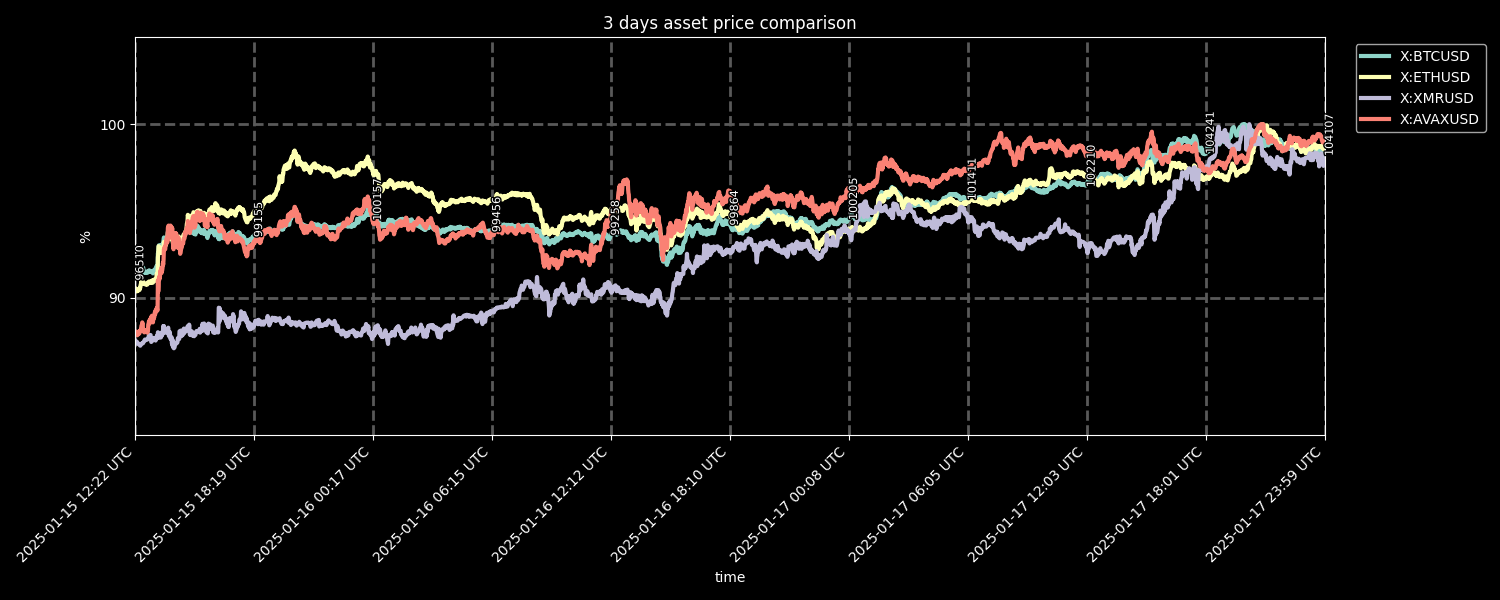 3 days asset price comparison
X:BTCUSD
X:ETHUSD
X:XMRUSD
X:AVAXUSD
100
90
%
96510
99155
100157
99456
99258
99864
100205
101411
102210
104241
104107
2025-01-15 12:22 UTC
2025-01-15 18:19 UTC
2025-01-16 00:17 UTC
2025-01-16 06:15 UTC
2025-01-16 12:12 UTC
2025-01-16 18:10 UTC
2025-01-17 00:08 UTC
2025-01-17 06:05 UTC
2025-01-17 12:03 UTC
2025-01-17 18:01 UTC
2025-01-17 23:59 UTC
time